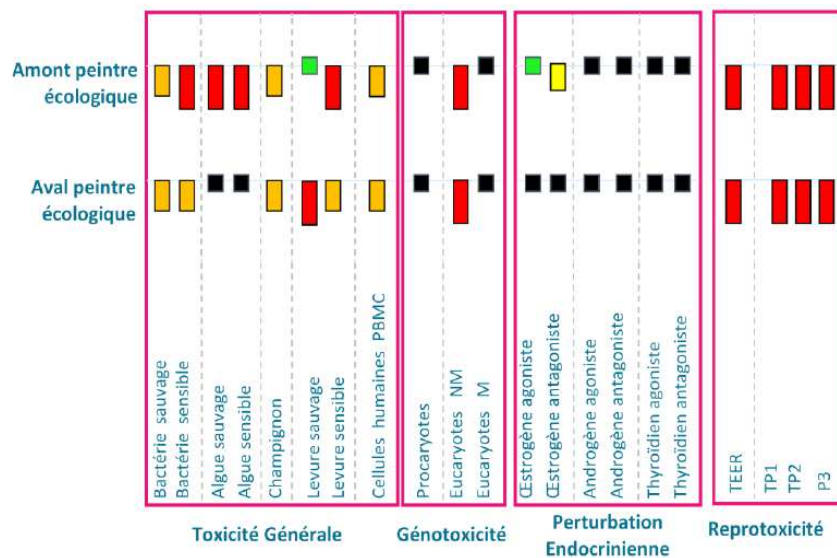 Amont peintre
écologique
Aval peintre
écologique
Bactérie sauvage
Bactérie sensible
Algue sauvage
Algue sensible
Champignon
Levure sauvage
Levure sensible
Cellules humaines PBMC
Procaryotes
Eucaryotes NM
Eucaryotes M
Œstrogène agoniste
Œstrogène antagoniste
Androgène agoniste
Androgène antagoniste
Thyroïdien agoniste
Thyroïdien antagoniste
TEER
TP1
TP2
P3
Toxicité Générale
Génotoxicité
Perturbation
Endocrinienne
Reprotoxicité